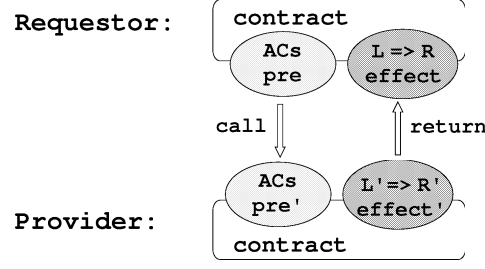 Requestor:
contract
ACs
pre
L => R
effect
call
return
ACs
pre'
L'=> R'
effect'
Provider:
contract